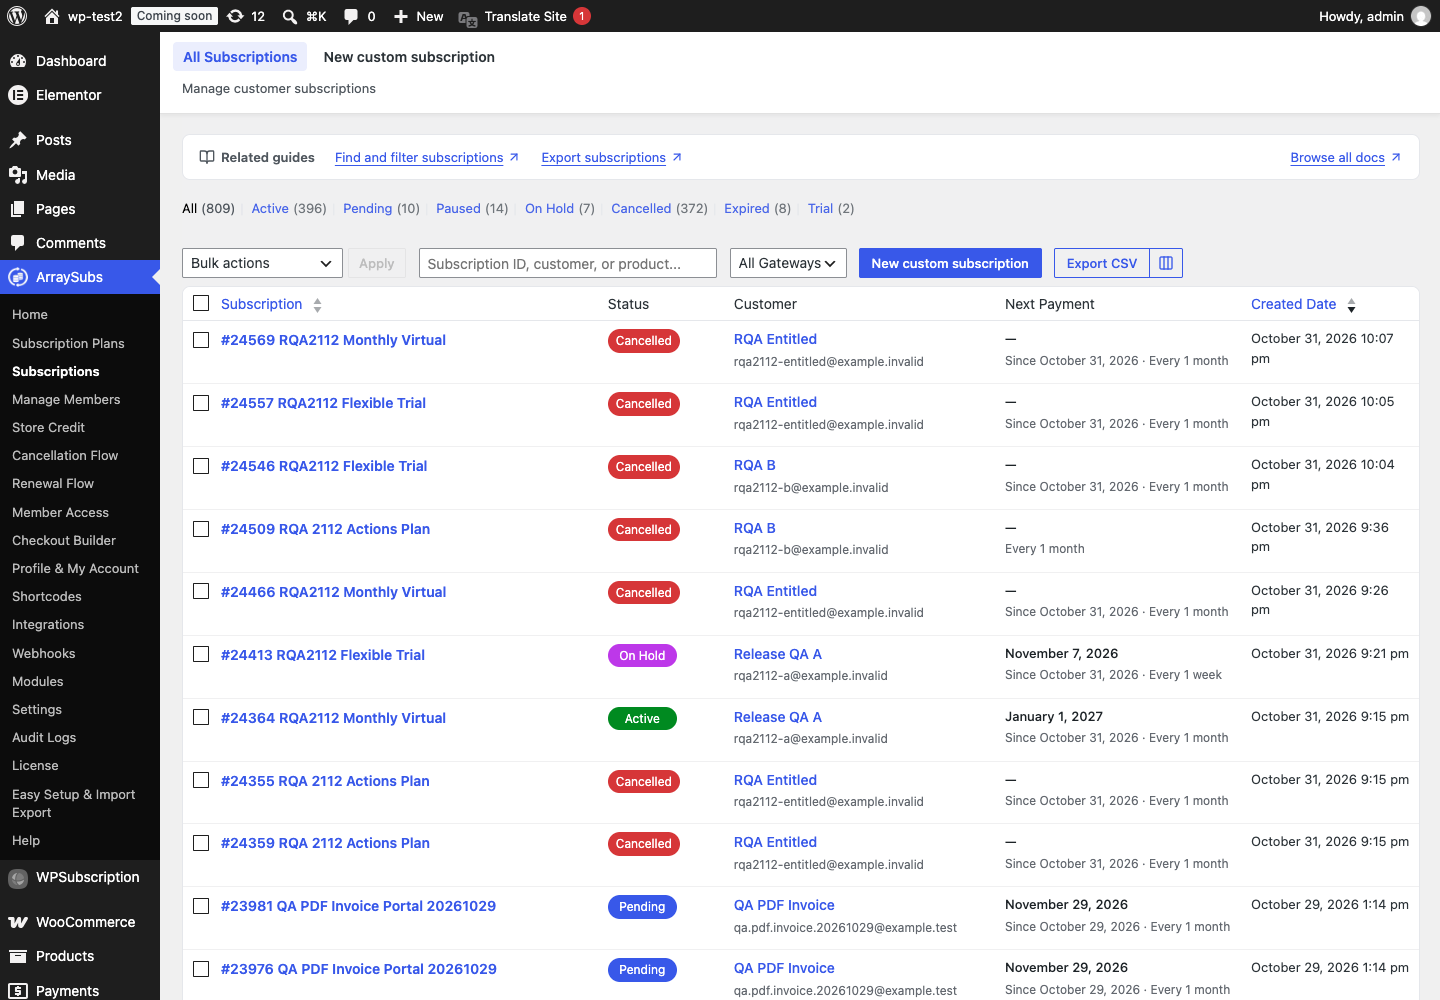 wp-test2 Coming soon 12 ⌘K 0 New Translate Site 1 Howdy, admin
Dashboard
Elementor
Posts
Media
Pages
Comments
ArraySubs
Home
Subscription Plans
Subscriptions
Manage Members
Store Credit
Cancellation Flow
Renewal Flow
Member Access
Checkout Builder
Profile & My Account
Shortcodes
Integrations
Webhooks
Modules
Settings
Audit Logs
License
Easy Setup & Import
Export
Help
WPSubscription
WooCommerce
Products
Payments
All Subscriptions New custom subscription
Manage customer subscriptions
Related guides Find and filter subscriptions Export subscriptions Browse all docs
All (809) Active (396) Pending (10) Paused (14) On Hold (7) Cancelled (372) Expired (8) Trial (2)
Bulk actions Apply Subscription ID, customer, or product... All Gateways New custom subscription Export CSV
Subscription Status Customer Next Payment Created Date
#24569 RQA2112 Monthly Virtual Cancelled RQA Entitled — October 31, 2026 10:07
rqa2112-entitled@example.invalid Since October 31, 2026 · Every 1 month pm
#24557 RQA2112 Flexible Trial Cancelled RQA Entitled — October 31, 2026 10:05
rqa2112-entitled@example.invalid Since October 31, 2026 · Every 1 month pm
#24546 RQA2112 Flexible Trial Cancelled RQA B — October 31, 2026 10:04
rqa2112-b@example.invalid Since October 31, 2026 · Every 1 month pm
#24509 RQA 2112 Actions Plan Cancelled RQA B — October 31, 2026 9:36
rqa2112-b@example.invalid Every 1 month pm
#24466 RQA2112 Monthly Virtual Cancelled RQA Entitled — October 31, 2026 9:26
rqa2112-entitled@example.invalid Since October 31, 2026 · Every 1 month pm
#24413 RQA2112 Flexible Trial On Hold Release QA A November 7, 2026 October 31, 2026 9:21 pm
rqa2112-a@example.invalid Since October 31, 2026 · Every 1 week
#24364 RQA2112 Monthly Virtual Active Release QA A January 1, 2027 October 31, 2026 9:15 pm
rqa2112-a@example.invalid Since October 31, 2026 · Every 1 month
#24355 RQA 2112 Actions Plan Cancelled RQA Entitled — October 31, 2026 9:15 pm
rqa2112-entitled@example.invalid Since October 31, 2026 · Every 1 month
#24359 RQA 2112 Actions Plan Cancelled RQA Entitled — October 31, 2026 9:15 pm
rqa2112-entitled@example.invalid Since October 31, 2026 · Every 1 month
#23981 QA PDF Invoice Portal 20261029 Pending QA PDF Invoice November 29, 2026 October 29, 2026 1:14 pm
qa.pdf.invoice.20261029@example.test Since October 29, 2026 · Every 1 month
#23976 QA PDF Invoice Portal 20261029 Pending QA PDF Invoice November 29, 2026 October 29, 2026 1:14 pm
qa.pdf.invoice.20261029@example.test Since October 29, 2026 · Every 1 month